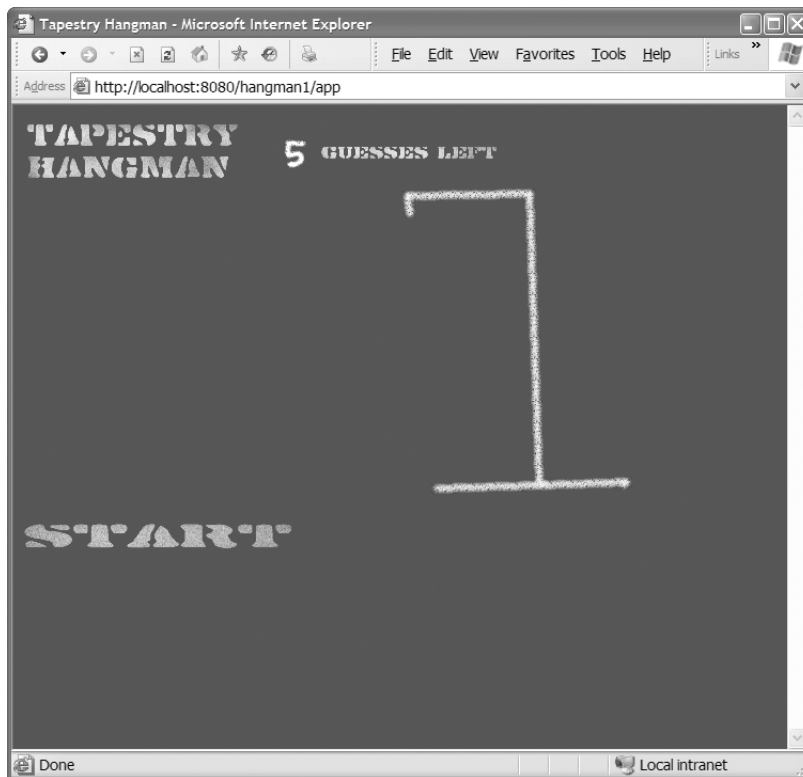 Tapestry Hangman - Microsoft Internet Explorer
File Edit View Favorites Tools Help Links »
Address http://localhost:8080/hangman1/app
TAPESTRY
HANGMAN
5 GUESSES LEFT
START
Done Local intranet